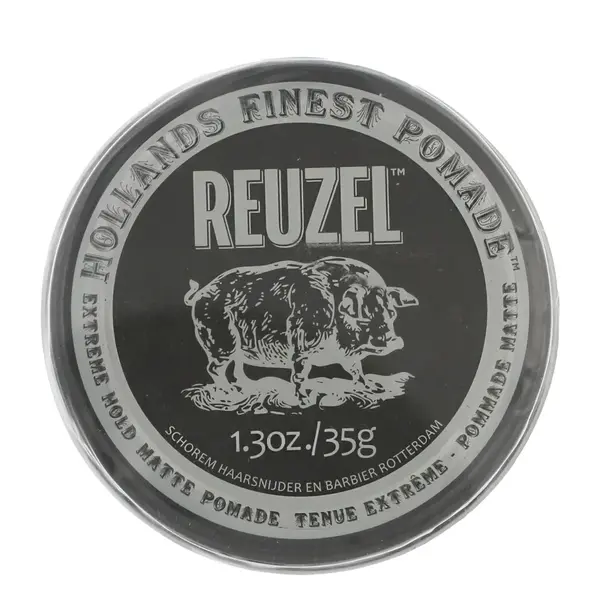 HOLLANDS FINEST POMADE™
REUZEL™
1.3oz./35g
SCHOREM HAARSNIJDER EN BARBIER ROTTERDAM
EXTREME HOLD MATTE POMADE TENUE EXTRÊME - POMMADE MATTE